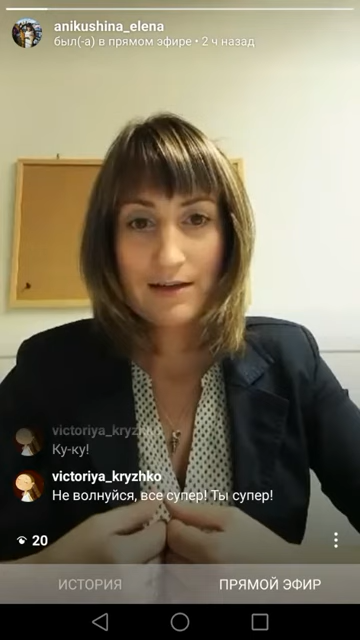 anikushina_elena
был(-а) в прямом эфире • 2 ч назад
victoriya_kryzhko
Ку-ку!
victoriya_kryzhko
Не волнуйся, все супер! Ты супер!
20
ИСТОРИЯ
ПРЯМОЙ ЭФИР